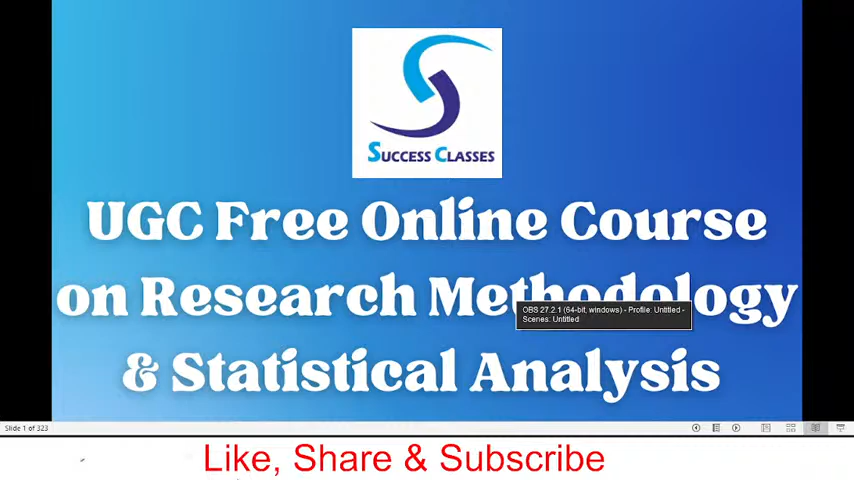 SUCCESS CLASSES
UGC Free Online Course
on Research Methodology
OBS 27.2.1 (64-bit, windows) - Profile: Untitled -
Scenes: Untitled
& Statistical Analysis
Slide 1 of 323
Like, Share & Subscribe